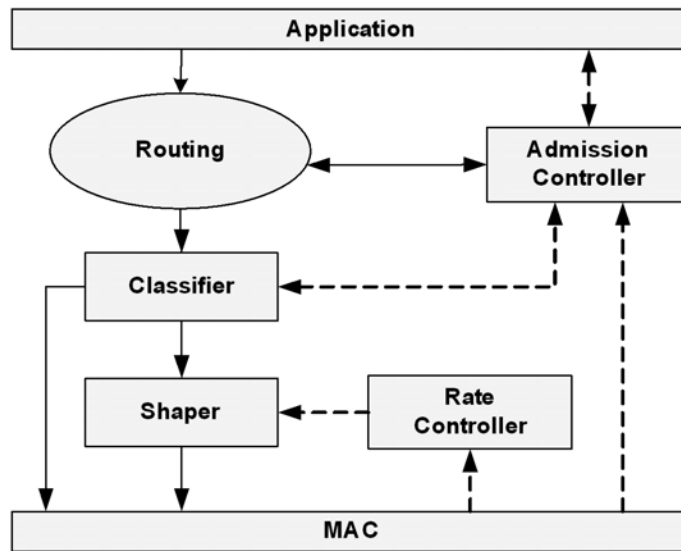 Application
Routing
Admission
Controller
Classifier
Shaper
Rate
Controller
MAC